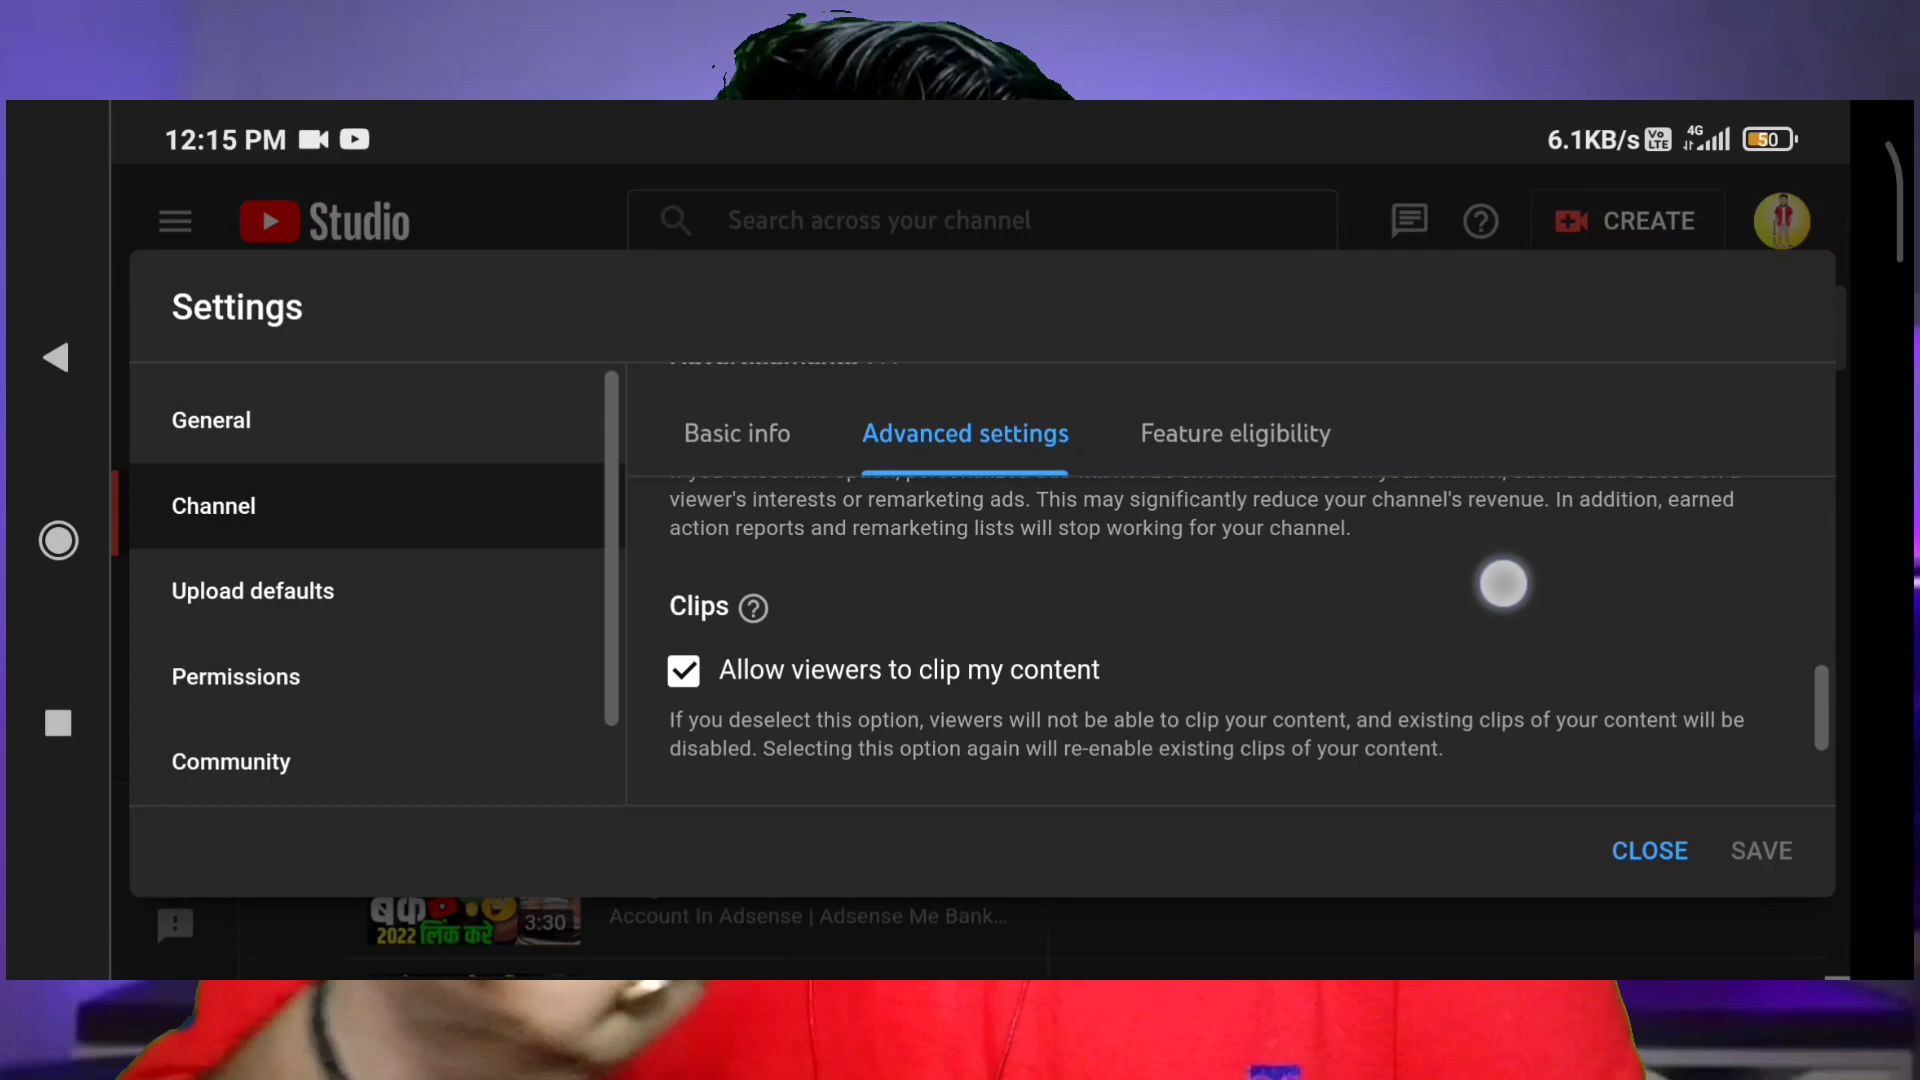 12:15 PM
6.1KB/s Vo LTE 4G 50
Studio
Search across your channel
CREATE
Settings
General
Channel
Upload defaults
Permissions
Community
Basic info
Advanced settings
Feature eligibility
viewer's interests or remarketing ads. This may significantly reduce your channel's revenue. In addition, earned
action reports and remarketing lists will stop working for your channel.
Clips
Allow viewers to clip my content
If you deselect this option, viewers will not be able to clip your content, and existing clips of your content will be
disabled. Selecting this option again will re-enable existing clips of your content.
CLOSE
SAVE
2022 लिंक करे
3:30
Account In Adsense | Adsense Me Bank...